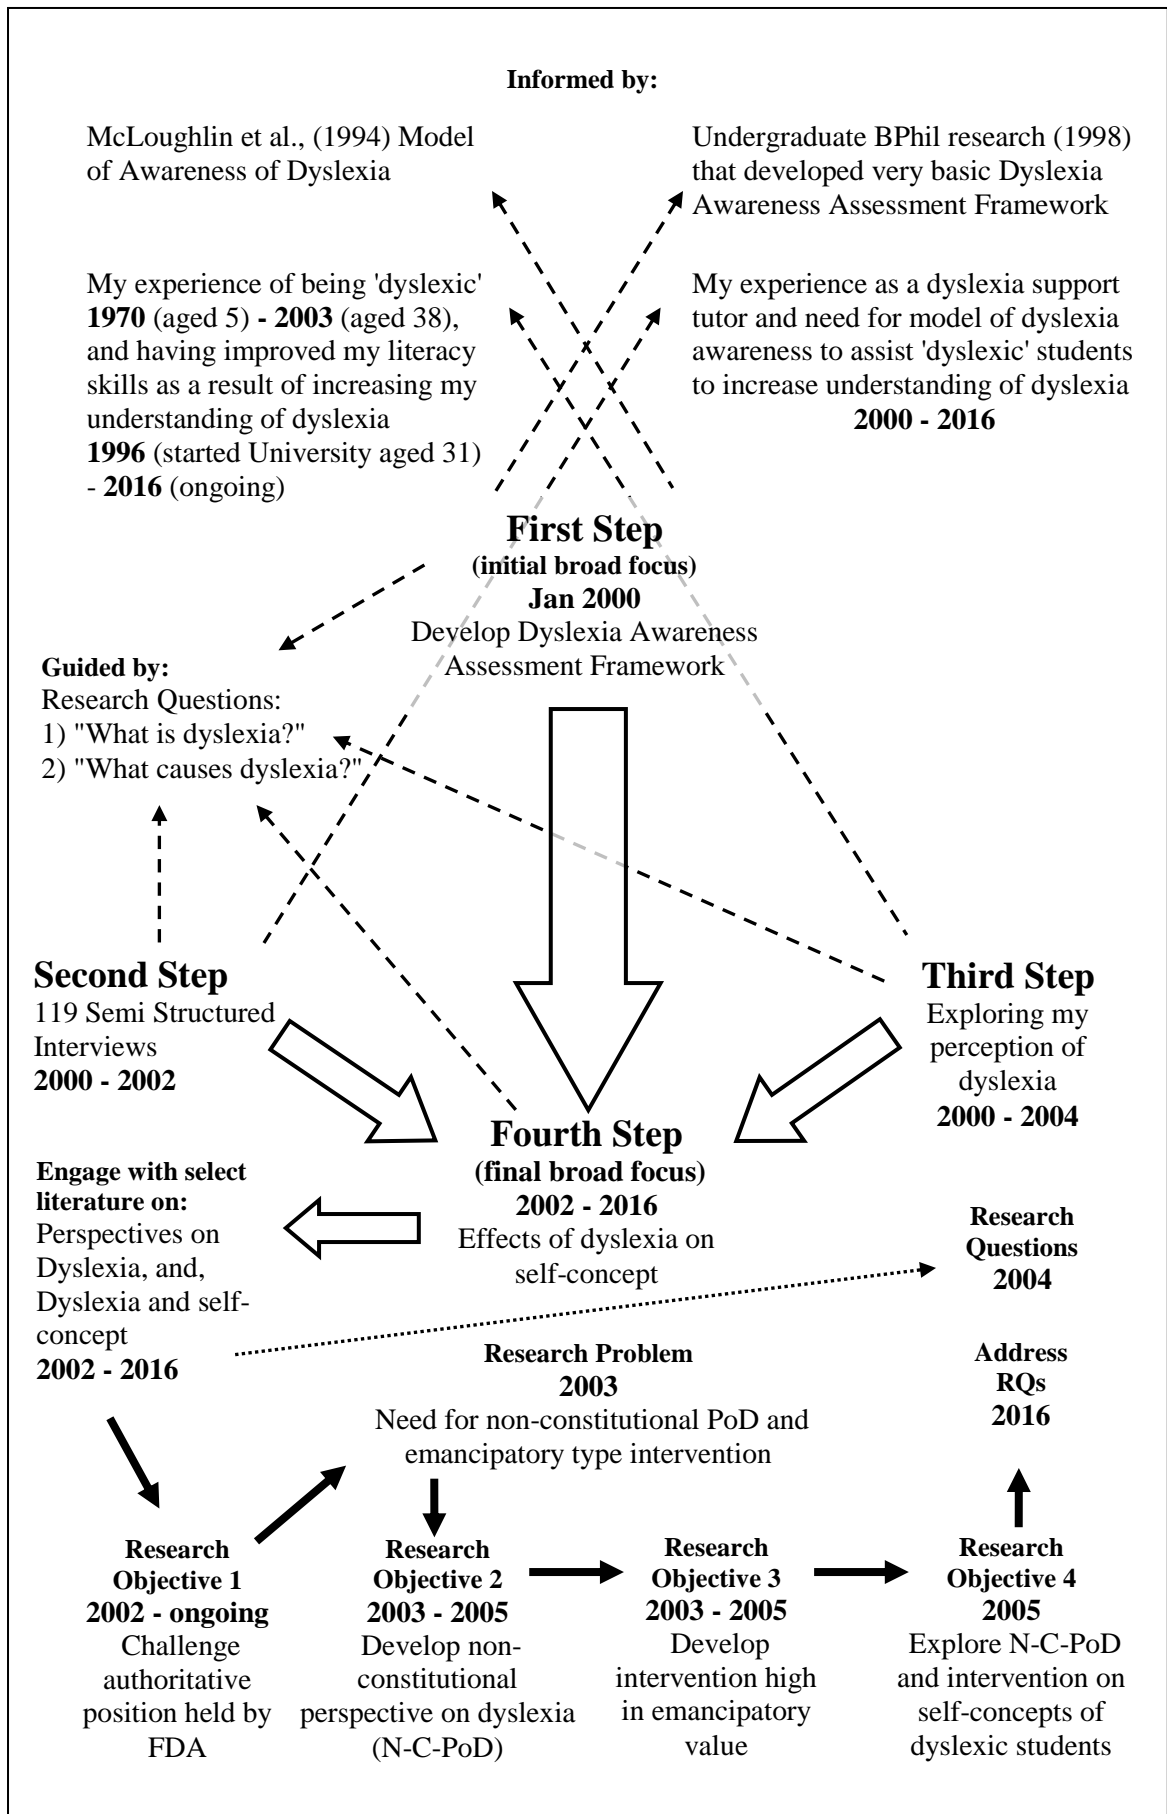 Informed by:
McLoughlin et al., (1994) Model
of Awareness of Dyslexia
Undergraduate BPhil research (1998)
that developed very basic Dyslexia
Awareness Assessment Framework
My experience of being 'dyslexic'
1970 (aged 5) - 2003 (aged 38),
and having improved my literacy
skills as a result of increasing my
understanding of dyslexia
1996 (started University aged 31)
- 2016 (ongoing)
My experience as a dyslexia support
tutor and need for model of dyslexia
awareness to assist 'dyslexic' students
to increase understanding of dyslexia
2000 - 2016
First Step
(initial broad focus)
Jan 2000
Develop Dyslexia Awareness
Assessment Framework
Guided by:
Research Questions:
1) "What is dyslexia?"
2) "What causes dyslexia?"
Second Step
119 Semi Structured
Interviews
2000 - 2002
Third Step
Exploring my
perception of
dyslexia
2000 - 2004
Fourth Step
(final broad focus)
2002 - 2016
Effects of dyslexia on
self-concept
Engage with select
literature on:
Perspectives on
Dyslexia, and,
Dyslexia and self-
concept
2002 - 2016
Research
Questions
2004
Research Problem
2003
Need for non-constitutional PoD and
emancipatory type intervention
Address
RQs
2016
Research
Objective 1
2002 - ongoing
Challenge
authoritative
position held by
FDA
Research
Objective 2
2003 - 2005
Develop non-
constitutional
perspective on dyslexia
(N-C-PoD)
Research
Objective 3
2003 - 2005
Develop
intervention high
in emancipatory
value
Research
Objective 4
2005
Explore N-C-PoD
and intervention on
self-concepts of
dyslexic students